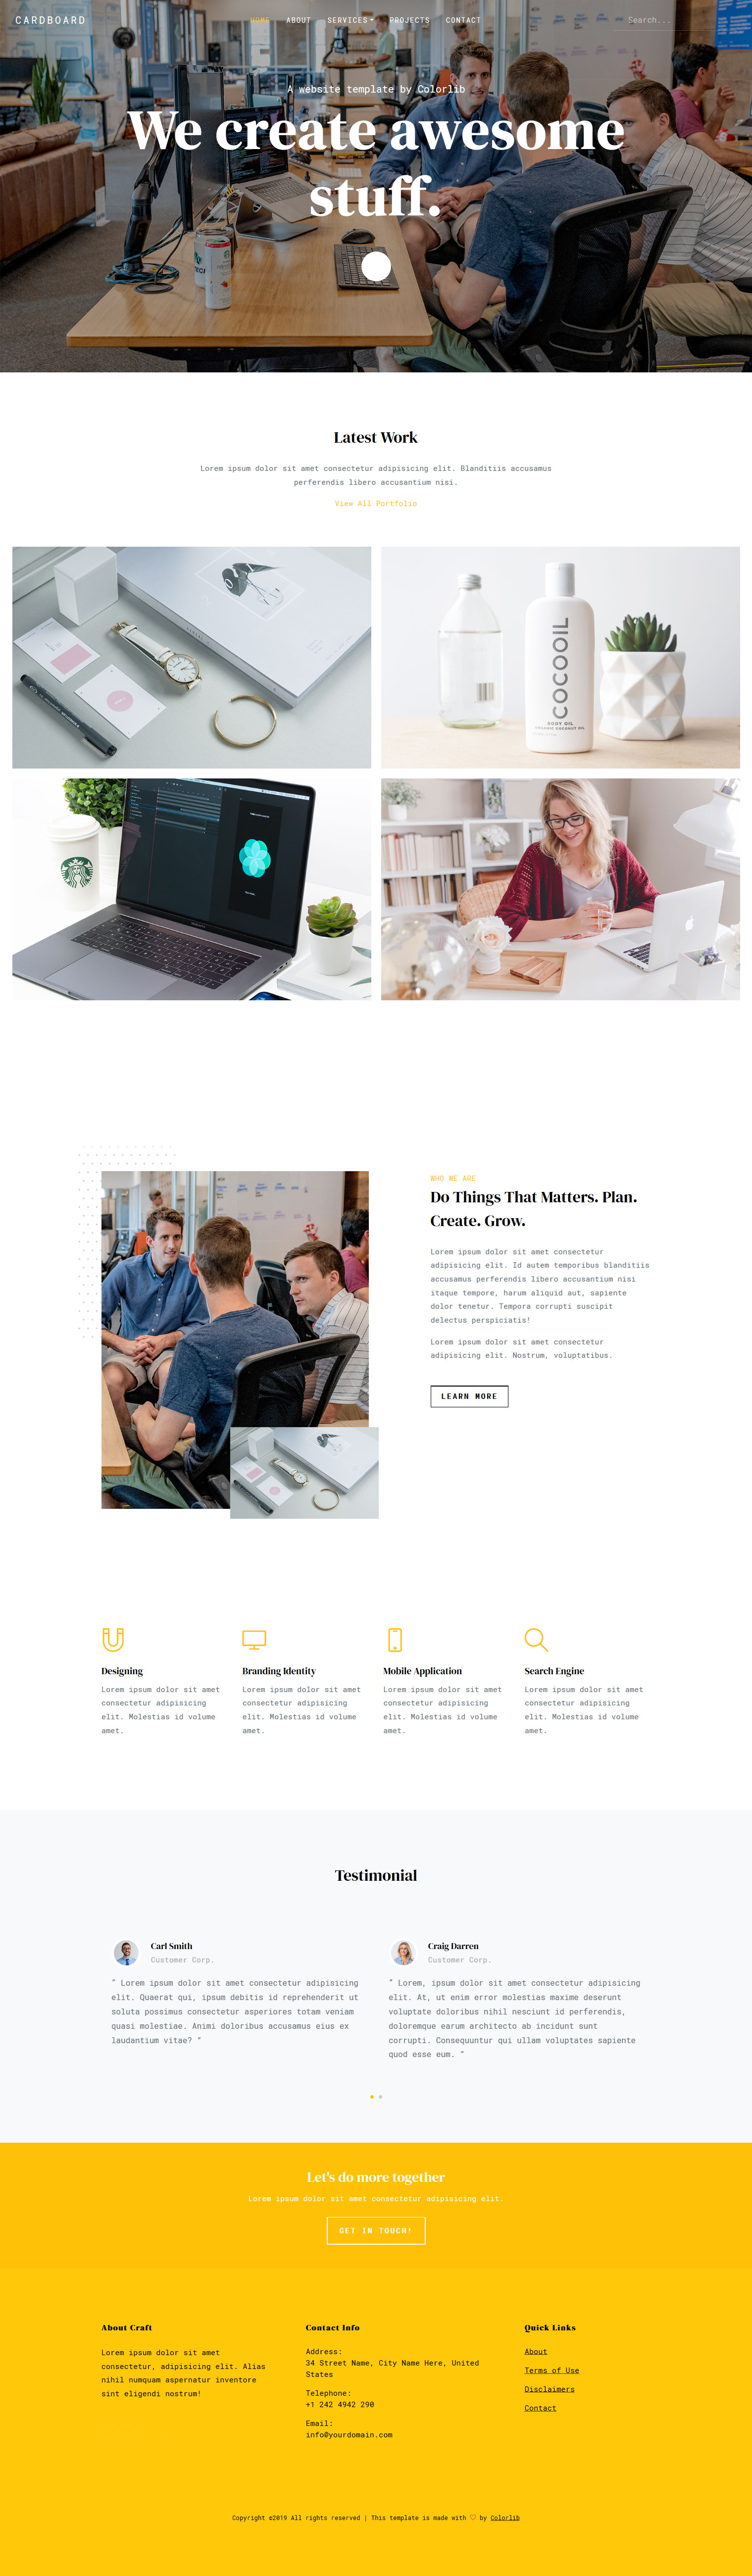 CARDBOARD
HOME ABOUT SERVICES PROJECTS CONTACT
Search...
A website template by Colorlib
We create awesome
stuff.
Latest Work
Lorem ipsum dolor sit amet consectetur adipisicing elit. Blanditiis accusamus
perferendis libero accusantium nisi.
View All Portfolio
COCOOIL
BODY OIL
ORGANIC COCONUT OIL
WHO WE ARE
Do Things That Matters. Plan.
Create. Grow.
Lorem ipsum dolor sit amet consectetur
adipisicing elit. Id autem temporibus blanditiis
accusamus perferendis libero accusantium nisi
itaque tempore, harum aliquid aut, sapiente
dolor tenetur. Tempora corrupti suscipit
delectus perspiciatis!
Lorem ipsum dolor sit amet consectetur
adipisicing elit. Nostrum, voluptatibus.
LEARN MORE
Designing
Lorem ipsum dolor sit amet
consectetur adipisicing
elit. Molestias id volume
amet.
Branding Identity
Lorem ipsum dolor sit amet
consectetur adipisicing
elit. Molestias id volume
amet.
Mobile Application
Lorem ipsum dolor sit amet
consectetur adipisicing
elit. Molestias id volume
amet.
Search Engine
Lorem ipsum dolor sit amet
consectetur adipisicing
elit. Molestias id volume
amet.
Testimonial
Carl Smith
Customer Corp.
" Lorem ipsum dolor sit amet consectetur adipisicing
elit. Quaerat qui, ipsum debitis id reprehenderit ut
soluta possimus consectetur asperiores totam veniam
quasi molestiae. Animi doloribus accusamus eius ex
laudantium vitae? "
Craig Darren
Customer Corp.
" Lorem, ipsum dolor sit amet consectetur adipisicing
elit. At, ut enim error molestias maxime deserunt
voluptate doloribus nihil nesciunt id perferendis,
doloremque earum architecto ab incidunt sunt
corrupti. Consequuntur qui ullam voluptates sapiente
quod esse eum. "
Let's do more together
Lorem ipsum dolor sit amet consectetur adipisicing elit.
GET IN TOUCH!
About Craft
Lorem ipsum dolor sit amet
consectetur, adipisicing elit. Alias
nihil numquam aspernatur inventore
sint eligendi nostrum!
Contact Info
Address:
34 Street Name, City Name Here, United
States
Telephone:
+1 242 4942 290
Email:
info@yourdomain.com
Quick Links
About
Terms of Use
Disclaimers
Contact
Copyright ©2019 All rights reserved | This template is made with ♡ by Colorlib